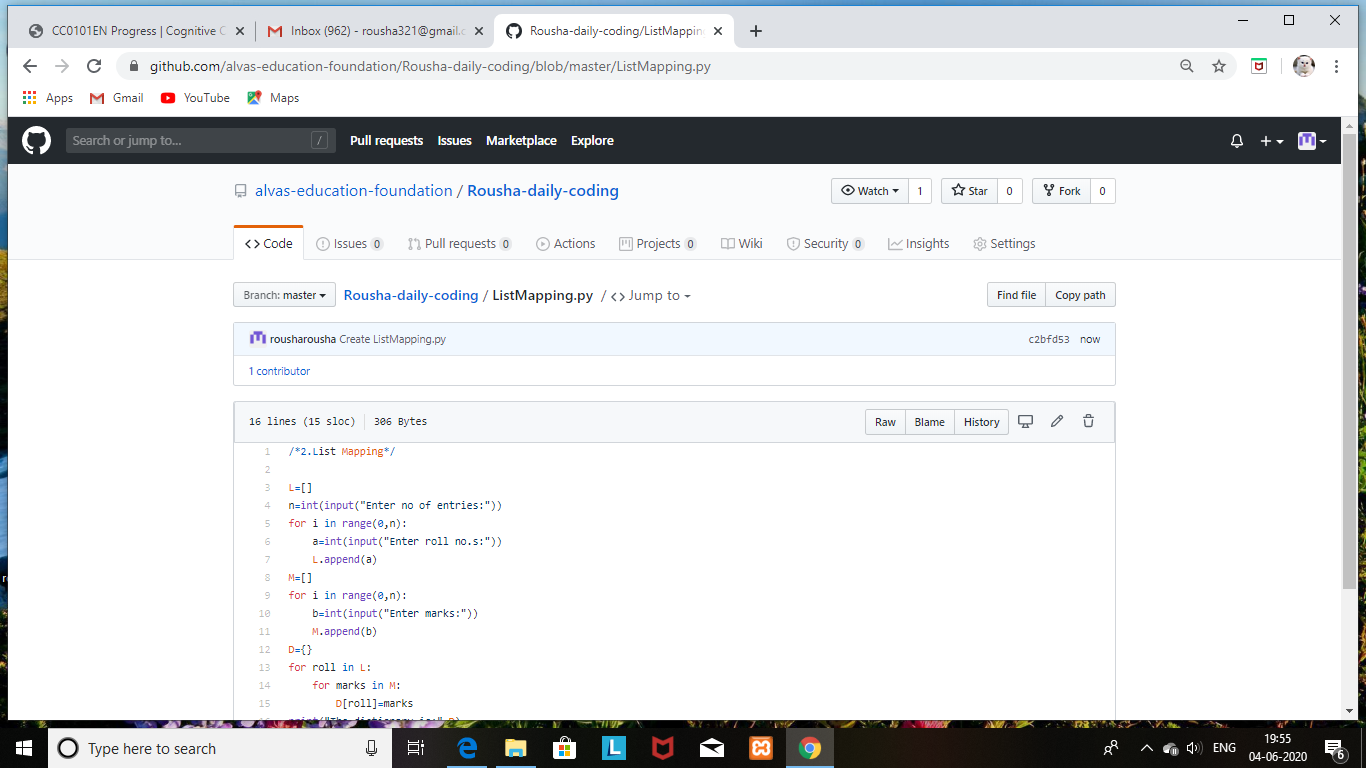 CC0101EN Progress | Cognitive C
Inbox (962) - rousha321@gmail.c
Rousha-daily-coding/ListMappin
github.com/alvas-education-foundation/Rousha-daily-coding/blob/master/ListMapping.py
Apps Gmail YouTube Maps
Search or jump to... / Pull requests Issues Marketplace Explore
alvas-education-foundation / Rousha-daily-coding Watch 1 Star 0 Fork 0
Code Issues 0 Pull requests 0 Actions Projects 0 Wiki Security 0 Insights Settings
Branch: master Rousha-daily-coding / ListMapping.py / <> Jump to Find file Copy path
rousharousha Create ListMapping.py c2bfd53 now
1 contributor
16 lines (15 sloc) 306 Bytes Raw Blame History
1 /*2.List Mapping*/
2
3 L=[]
4 n=int(input("Enter no of entries:"))
5 for i in range(0,n):
6 a=int(input("Enter roll no.s:"))
7 L.append(a)
8 M=[]
9 for i in range(0,n):
10 b=int(input("Enter marks:"))
11 M.append(b)
12 D={}
13 for roll in L:
14 for marks in M:
15 D[roll]=marks
Type here to search ENG 19:55
04-06-2020 6